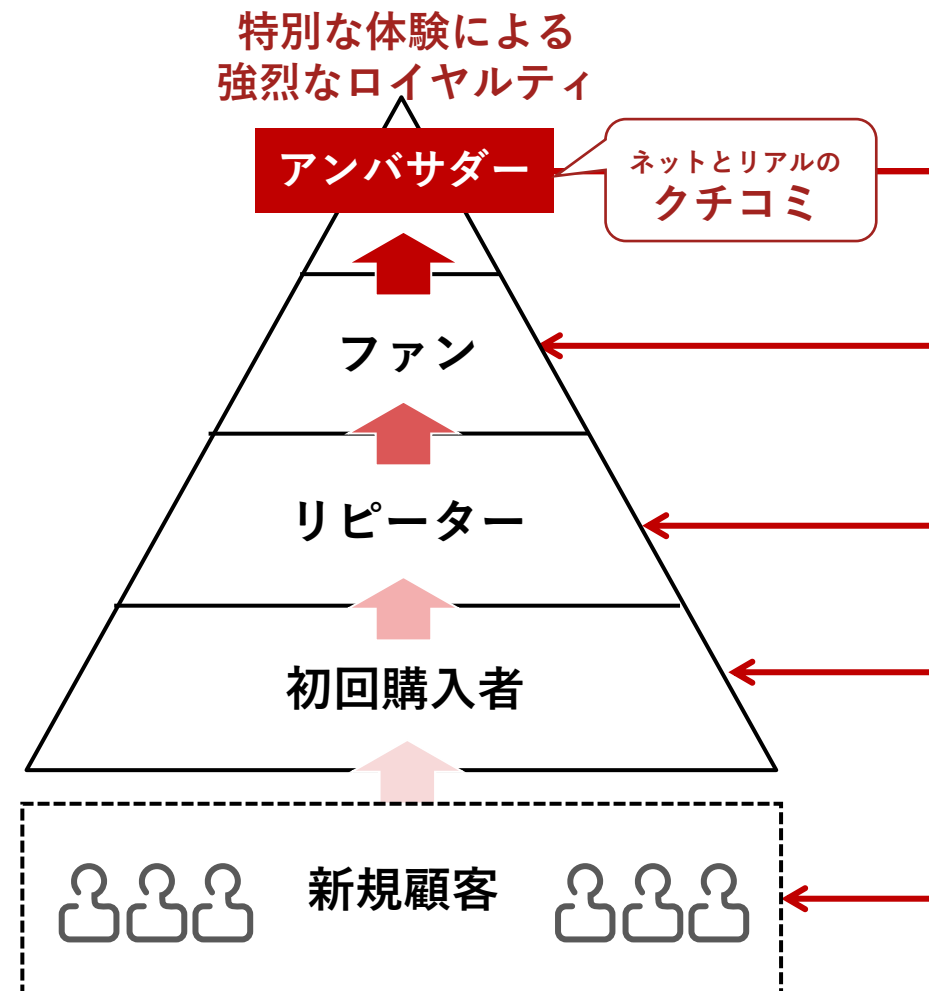 特別な体験による
強烈なロイヤルティ
アンバサダー
ネットとリアルの
クチコミ
ファン
リピーター
初回購入者
新規顧客